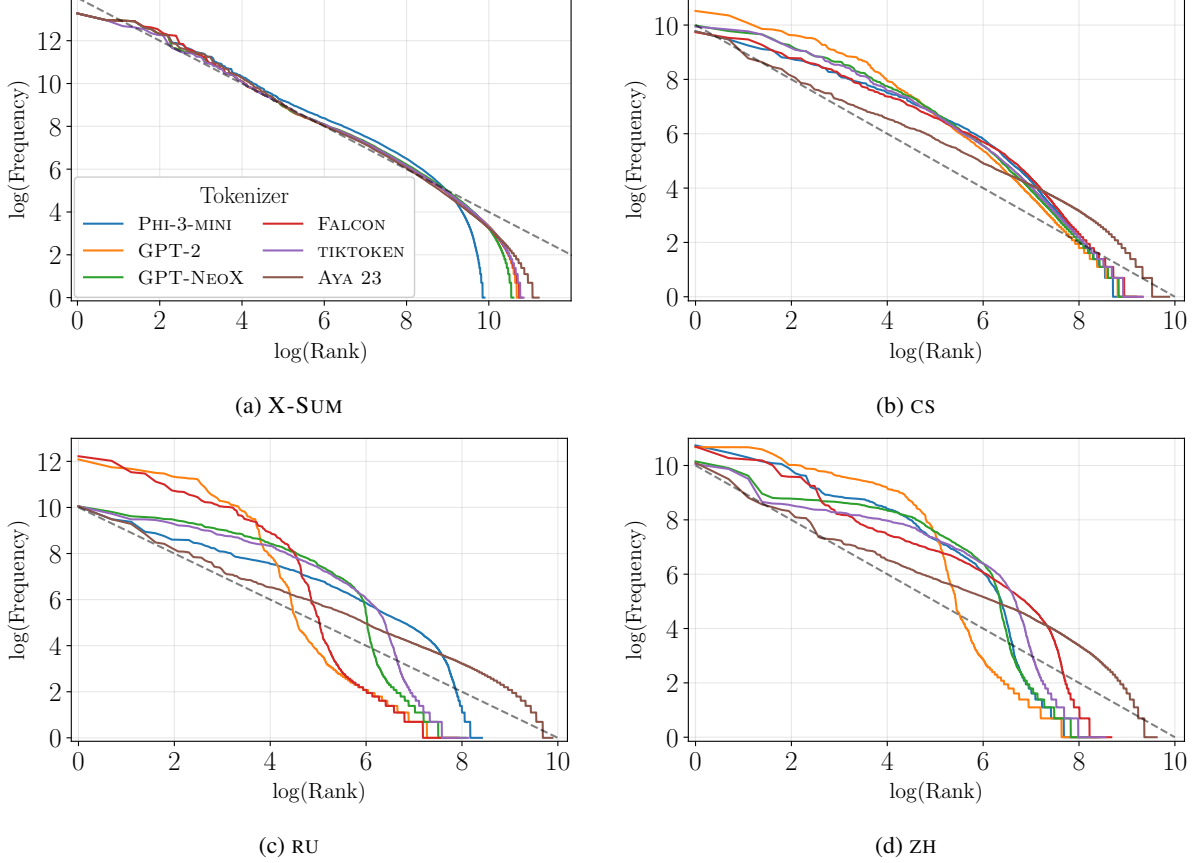 log(Frequency)
12
10
8
6
4
2
0
Tokenizer
PHI-3-MINI
GPT-2
GPT-NEOX
FALCON
TIKTOKEN
AYA 23
0 2 4 6 8 10
log(Rank)
(a) X-SUM
log(Frequency)
10
8
6
4
2
0
0 2 4 6 8 10
log(Rank)
(b) CS
log(Frequency)
12
10
8
6
4
2
0
0 2 4 6 8 10
log(Rank)
(c) RU
log(Frequency)
10
8
6
4
2
0
0 2 4 6 8 10
log(Rank)
(d) ZH